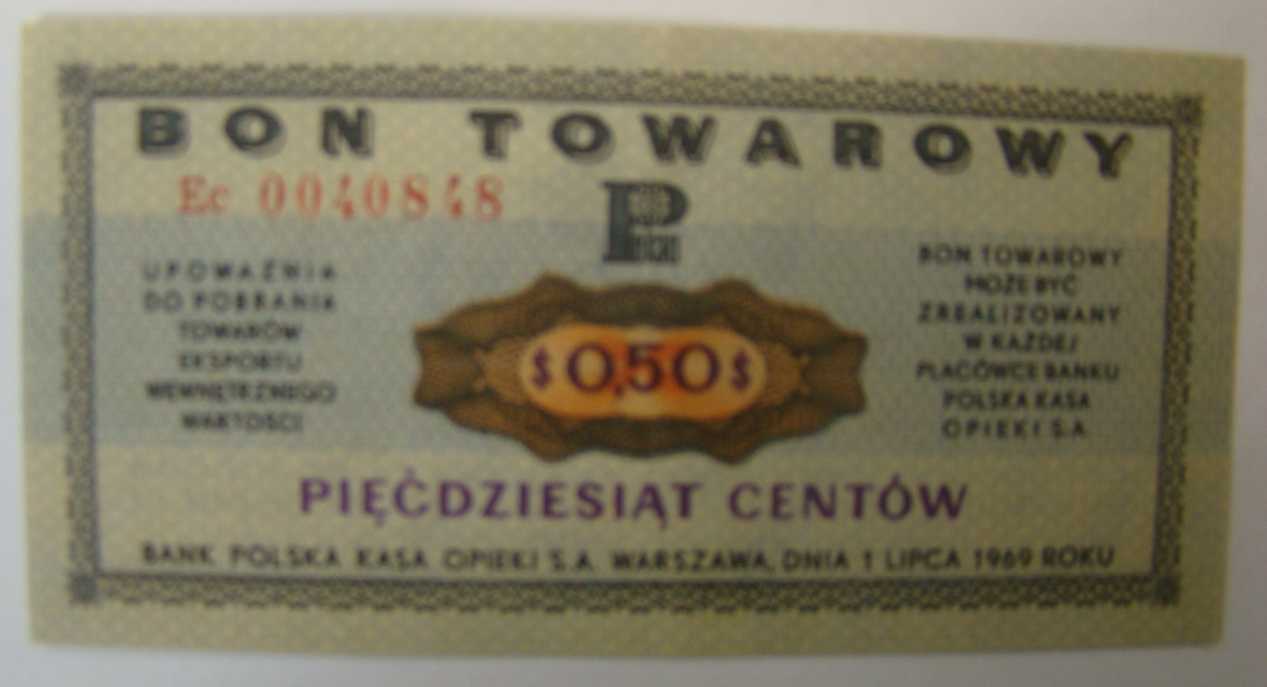 BON TOWAROWY
Ec 0040848
UPOWAŻNIA
DO POBRANIA
TOWARÓW
EKSPORTU
WEWNĘTRZNEGO
WARTOŚCI
BON TOWAROWY
MOŻE BYĆ
ZREALIZOWANY
W KAŻDEJ
PLACÓWCE BANKU
POLSKA KASA
OPIEKI S.A.
$ 0,50 $
PIĘĆDZIESIĄT CENTÓW
BANK POLSKA KASA OPIEKI S.A. WARSZAWA, DNIA 1 LIPCA 1969 ROKU